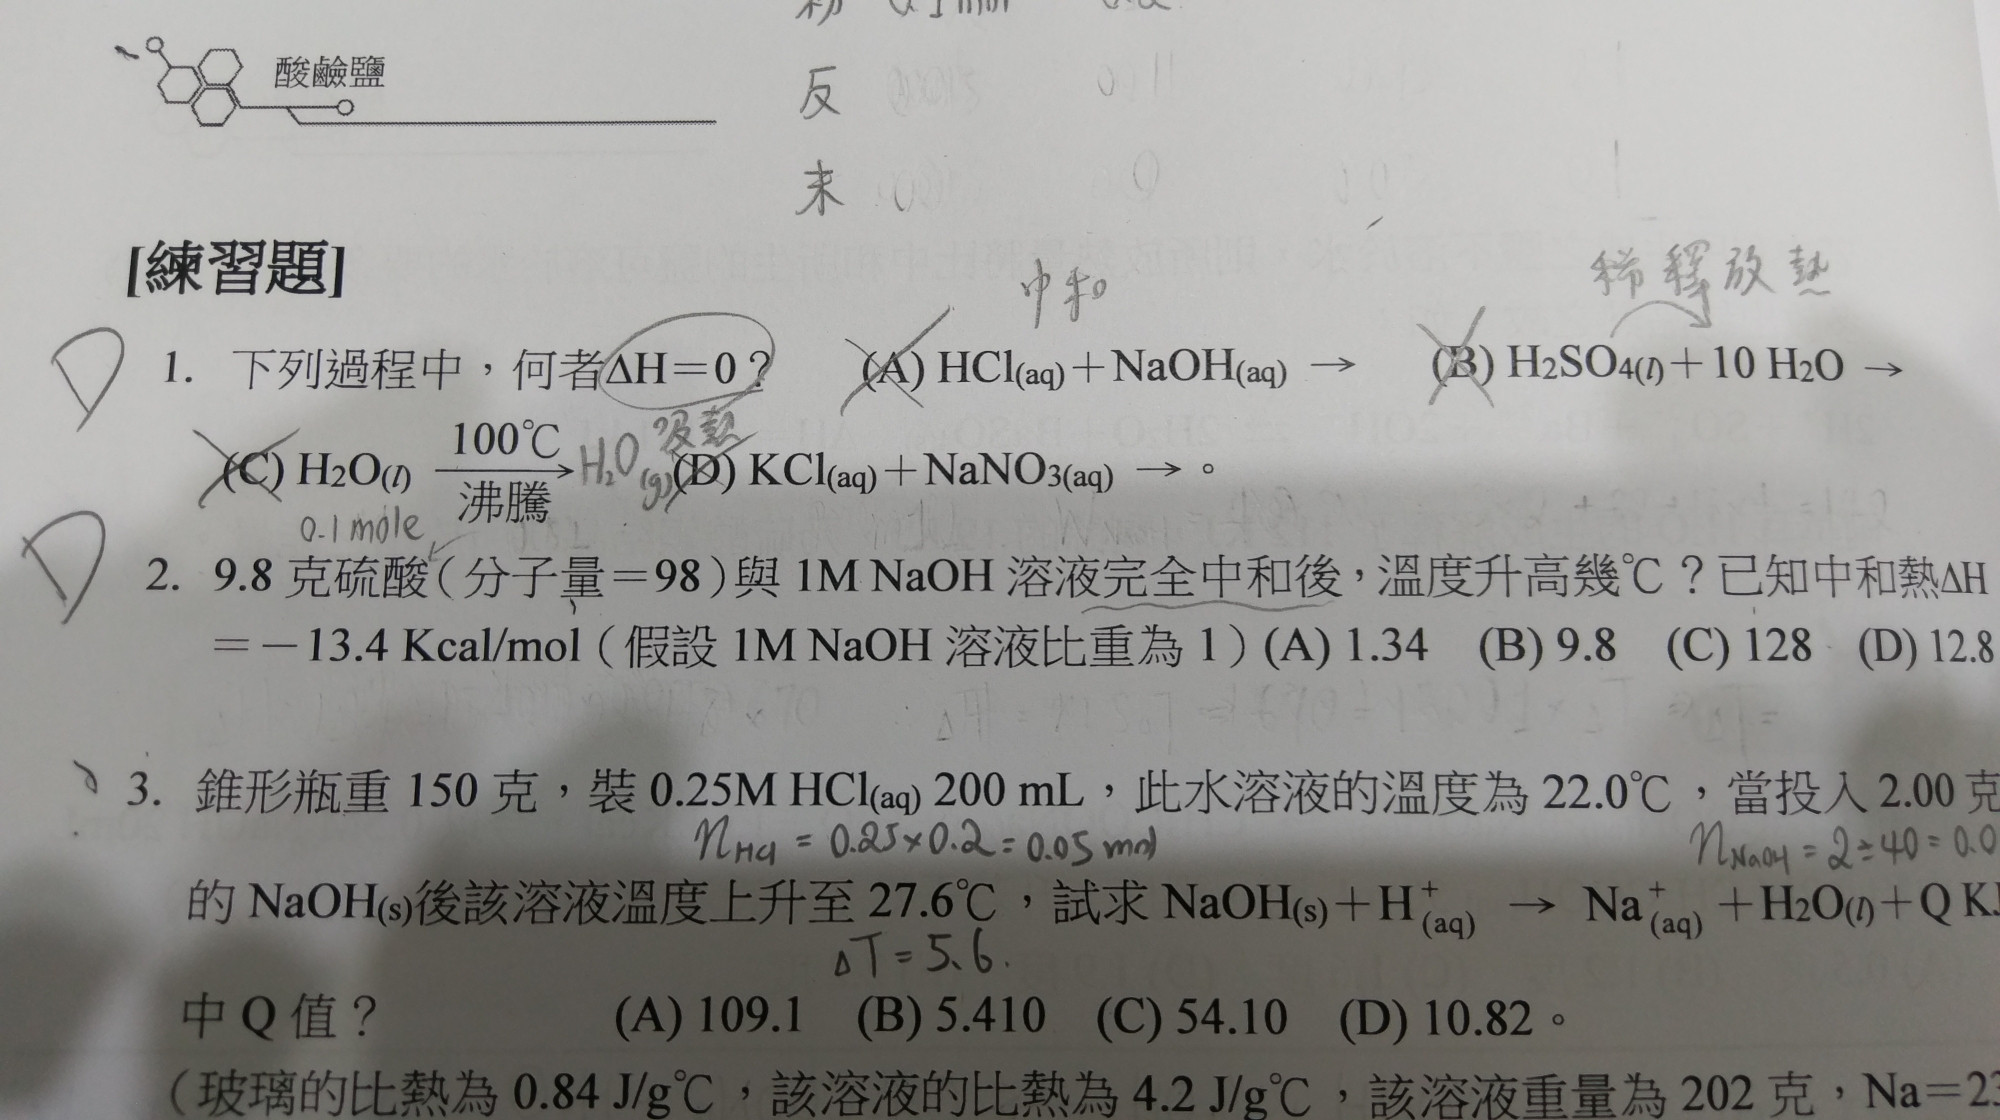 酸鹼鹽
反
末
[練習題]
中和
稀釋放熱
D 1. 下列過程中，何者ΔH＝0？ (A) HCl(aq)＋NaOH(aq) → (B) H2SO4(l)＋10 H2O →
(C) H2O(l) 100℃ 沸騰 → H2O(g) 吸熱 (D) KCl(aq)＋NaNO3(aq) → 。
0.1 mole
D 2. 9.8 克硫酸（分子量＝98）與 1M NaOH 溶液完全中和後，溫度升高幾℃？已知中和熱ΔH
＝－13.4 Kcal/mol（假設 1M NaOH 溶液比重為 1）(A) 1.34 (B) 9.8 (C) 128 (D) 12.8
3. 錐形瓶重 150 克，裝 0.25M HCl(aq) 200 mL，此水溶液的溫度為 22.0℃，當投入 2.00 克
nHCl = 0.25×0.2 = 0.05 mol nNaOH = 2÷40 = 0.0
的 NaOH(s)後該溶液溫度上升至 27.6℃，試求 NaOH(s)＋H+(aq) → Na+(aq)＋H2O(l)＋Q KJ
ΔT = 5.6.
中 Q 值？ (A) 109.1 (B) 5.410 (C) 54.10 (D) 10.82。
（玻璃的比熱為 0.84 J/g℃，該溶液的比熱為 4.2 J/g℃，該溶液重量為 202 克，Na＝23